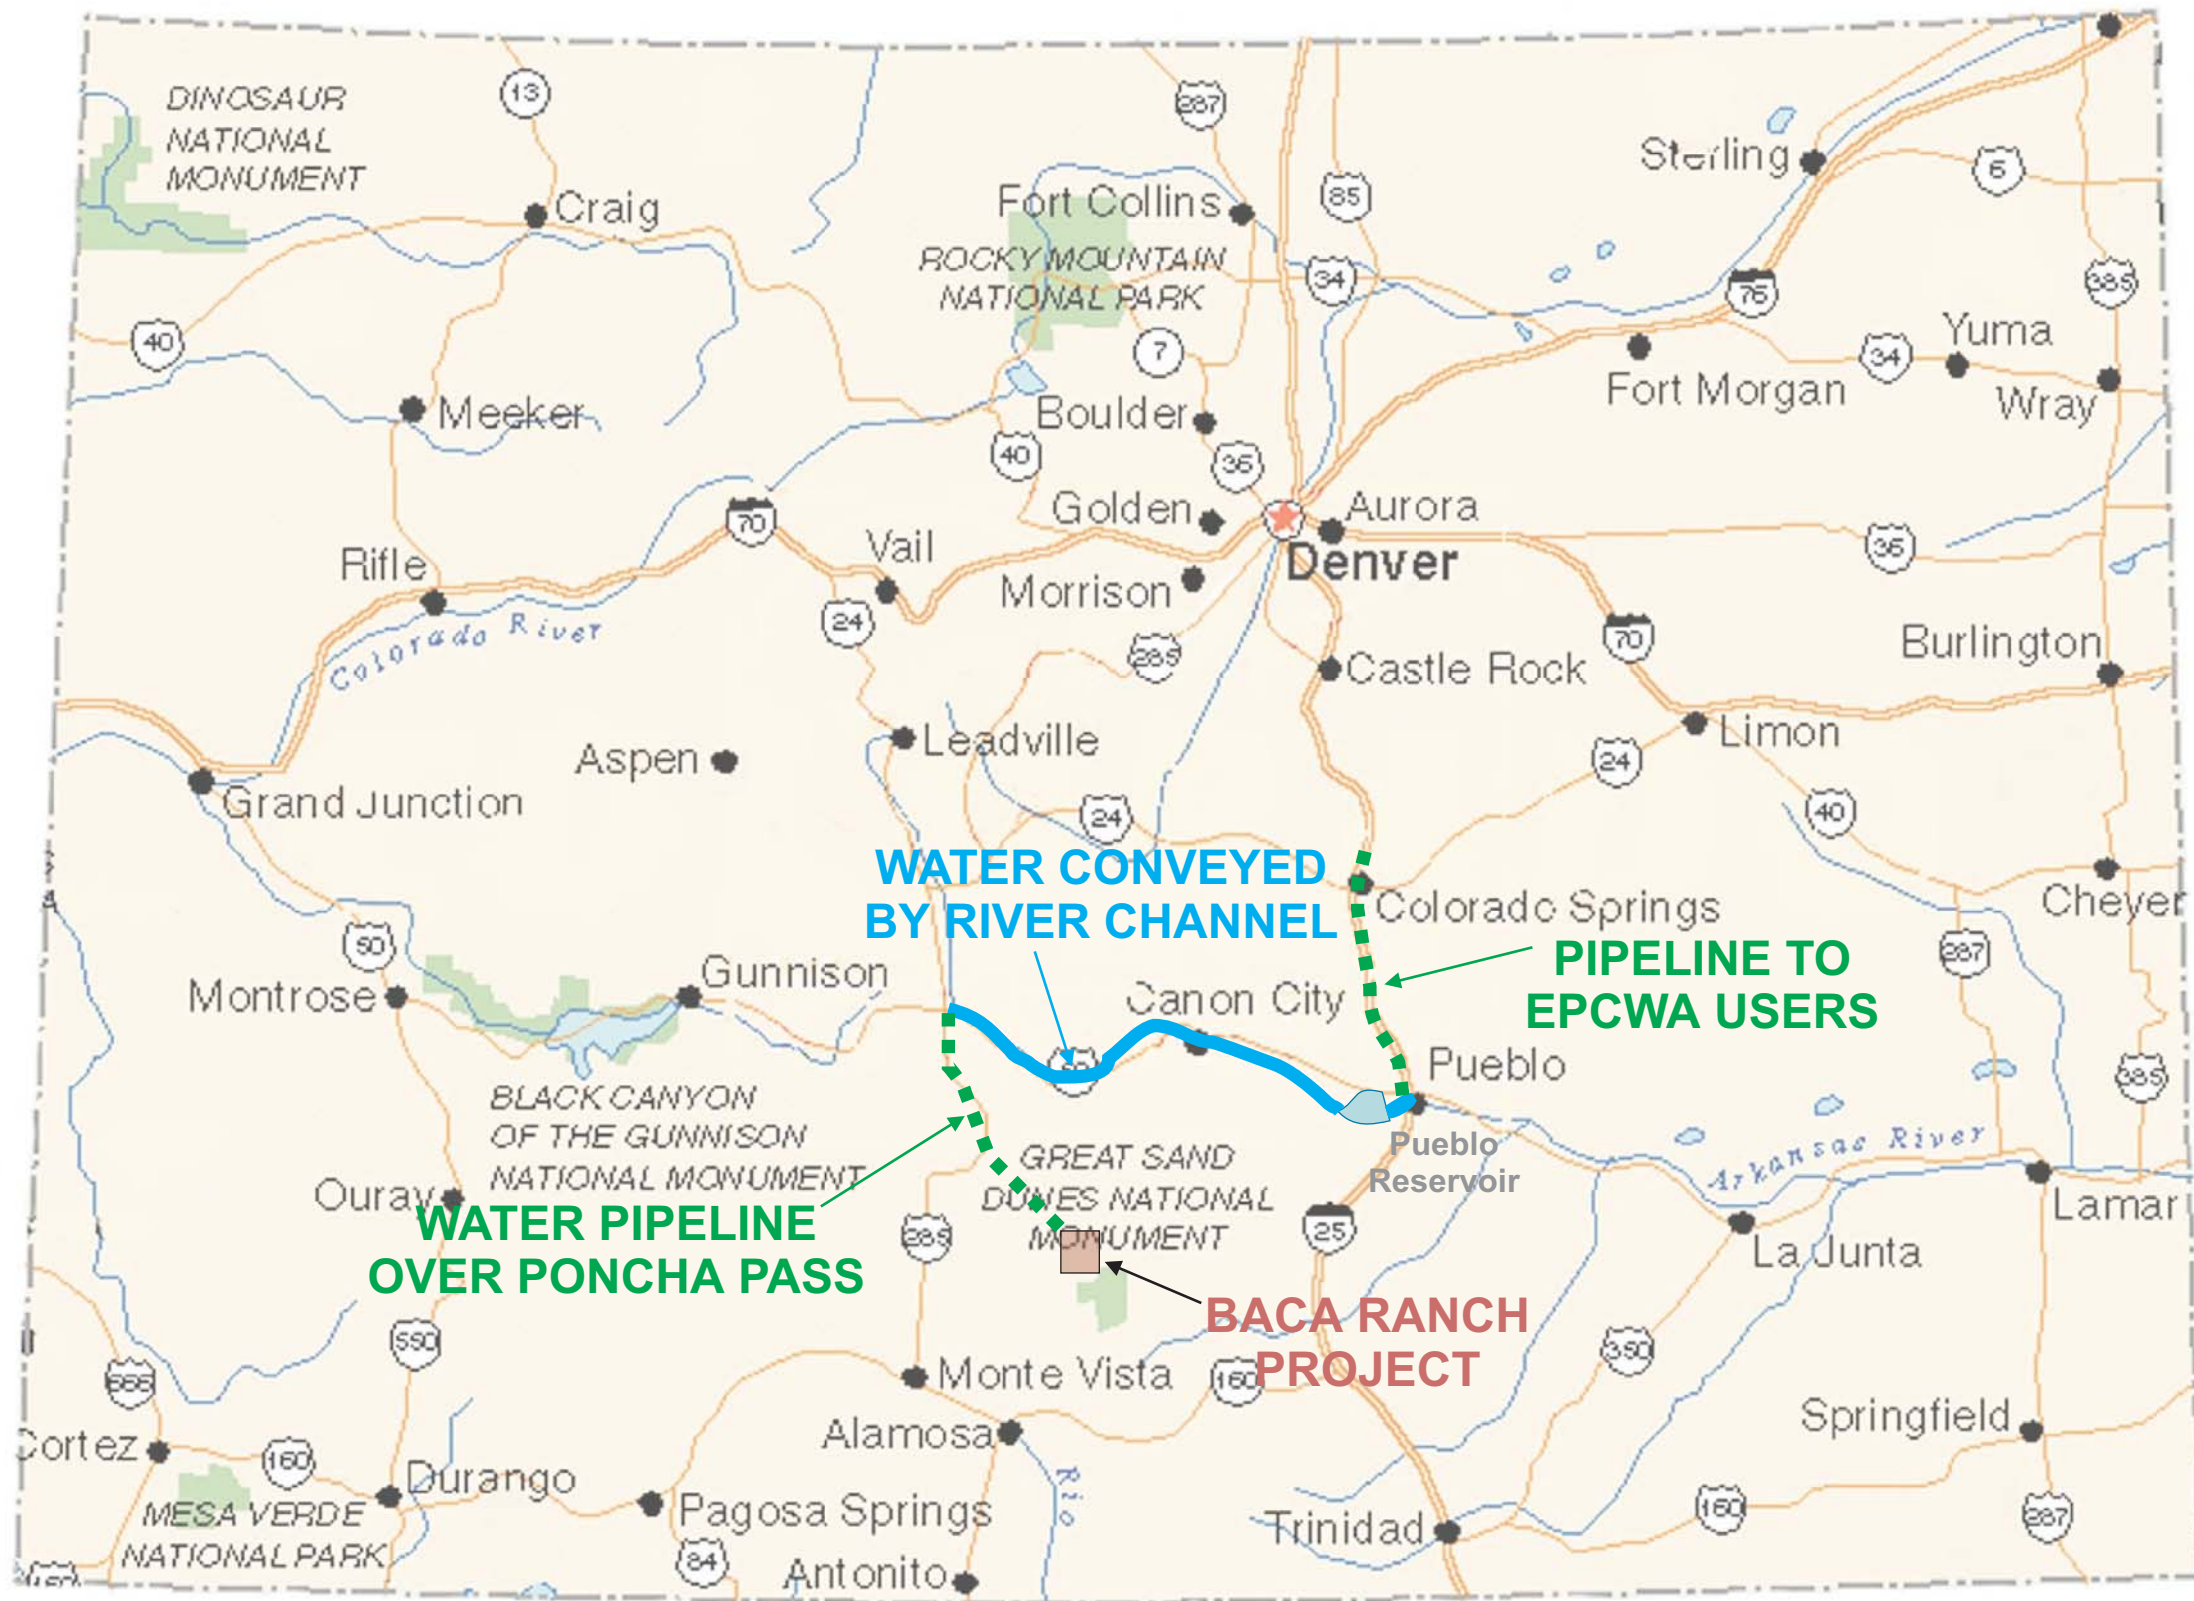 DINOSAUR
NATIONAL
MONUMENT
13
287
Sterling
6
Craig
Fort Collins
85
ROCKY MOUNTAIN
NATIONAL PARK
34
76
385
40
7
Yuma
34
Fort Morgan
Wray
Meeker
Boulder
40
36
70
Golden
Aurora
Denver
36
Rifle
Vail
Morrison
24
Colorado River
285
70
Burlington
Castle Rock
Leadville
Limon
Aspen
24
Grand Junction
24
40
WATER CONVEYED
BY RIVER CHANNEL
Colorado Springs
Cheyen
50
287
PIPELINE TO
EPCWA USERS
Gunnison
Montrose
Canon City
Pueblo
385
BLACK CANYON
OF THE GUNNISON
NATIONAL MONUMENT
GREAT SAND
DUNES NATIONAL
MONUMENT
Pueblo
Reservoir
Arkansas River
Ouray
Lamar
WATER PIPELINE
OVER PONCHA PASS
285
25
La Junta
BACA RANCH
PROJECT
550
350
666
Monte Vista
160
Springfield
Cortez
Alamosa
160
Durango
Rio
Pagosa Springs
160
287
MESA VERDE
NATIONAL PARK
Trinidad
84
Antonito